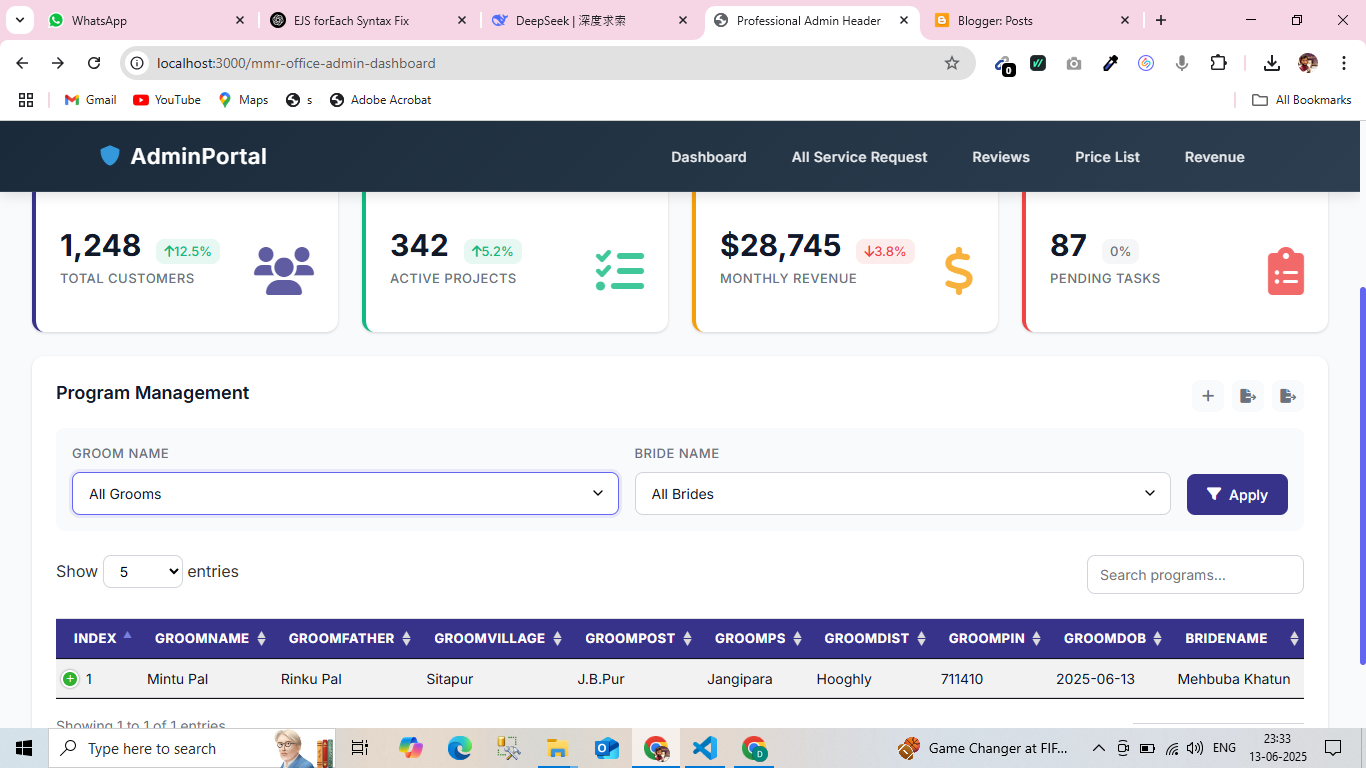 WhatsApp
EJS forEach Syntax Fix
DeepSeek | 深度求索
Professional Admin Header
Blogger: Posts
localhost:3000/mmr-office-admin-dashboard
0
Gmail
YouTube
Maps
s
Adobe Acrobat
All Bookmarks
AdminPortal
Dashboard
All Service Request
Reviews
Price List
Revenue
1,248 12.5%
TOTAL CUSTOMERS
342 5.2%
ACTIVE PROJECTS
$28,745 3.8%
MONTHLY REVENUE
87 0%
PENDING TASKS
Program Management
GROOM NAME
BRIDE NAME
All Grooms
All Brides
Apply
Show 5 entries
Search programs...
INDEX GROOMNAME GROOMFATHER GROOMVILLAGE GROOMPOST GROOMPS GROOMDIST GROOMPIN GROOMDOB BRIDENAME
1 Mintu Pal Rinku Pal Sitapur J.B.Pur Jangipara Hooghly 711410 2025-06-13 Mehbuba Khatun
Showing 1 to 1 of 1 entries
Type here to search
D
Game Changer at FIF...
ENG
23:33
13-06-2025